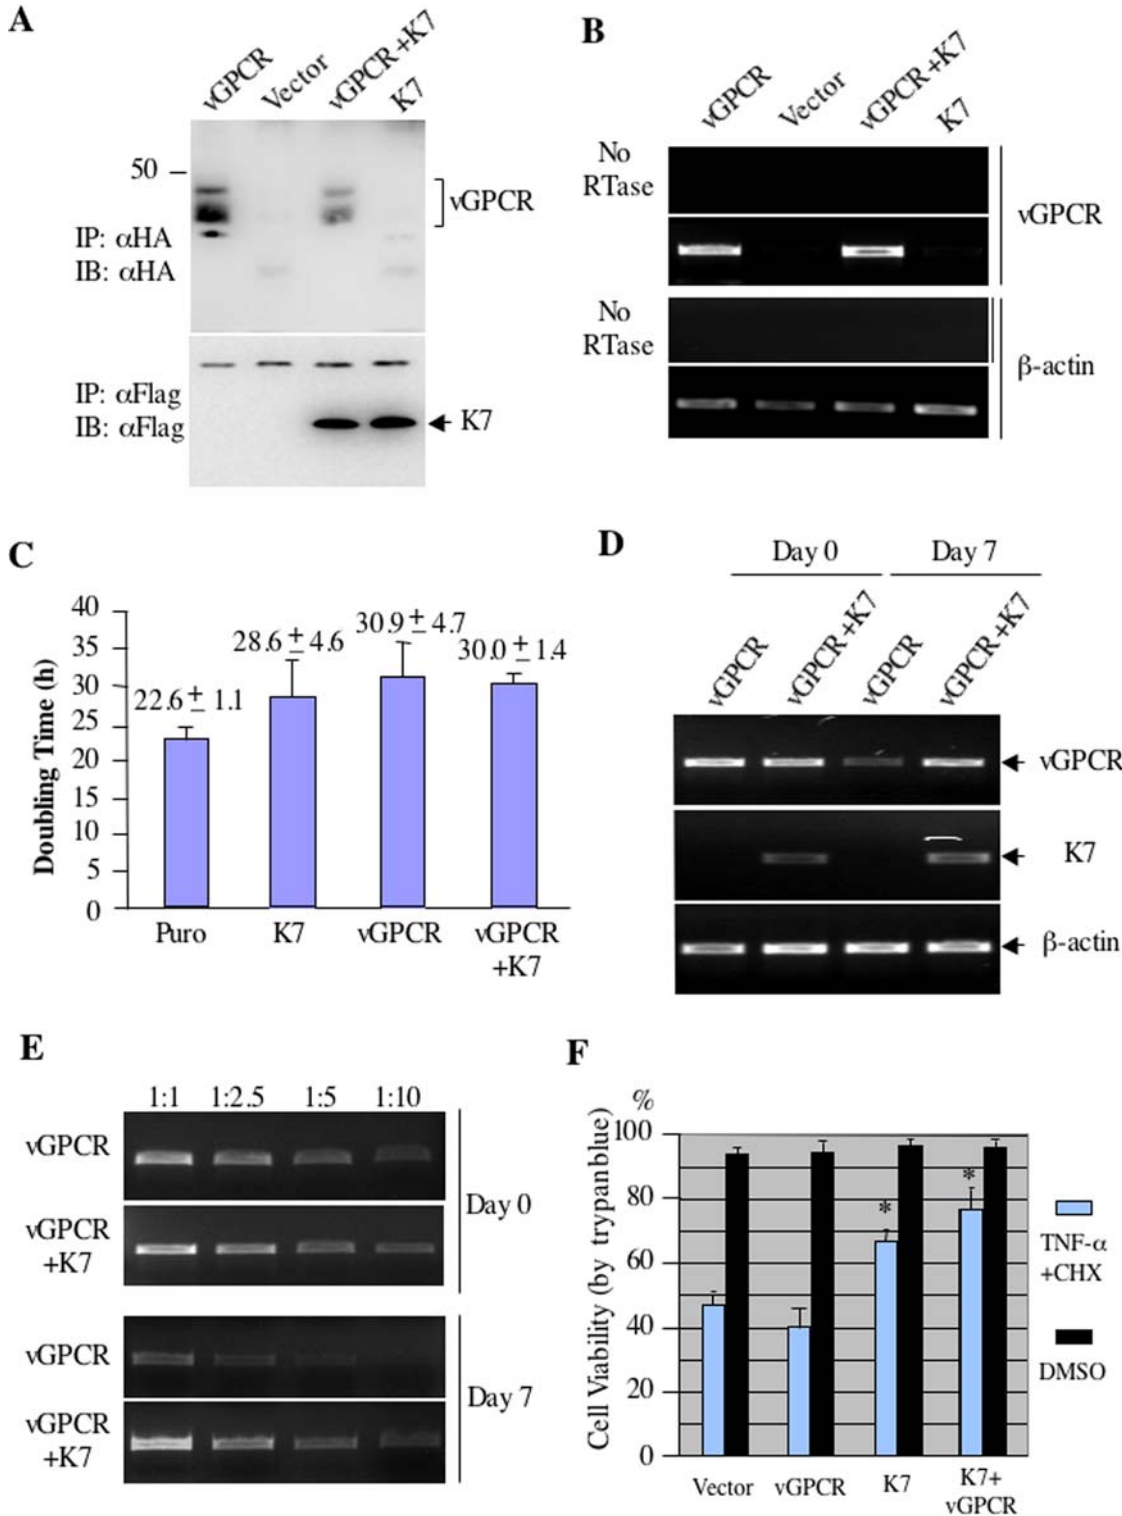 A
vGPCR
Vector
vGPCR +K7
K7
50
vGPCR
IP: αHA
IB: αHA
IP: αFlag
IB: αFlag
K7
B
vGPCR
Vector
vGPCR +K7
K7
No
RTase
vGPCR
No
RTase
β-actin
C
Doubling Time (h)
40
35
30
25
20
15
10
5
0
22.6 ± 1.1
28.6 ± 4.6
30.9 ± 4.7
30.0 ± 1.4
Puro
K7
vGPCR
vGPCR
+K7
D
Day 0
Day 7
vGPCR
vGPCR +K7
vGPCR
vGPCR +K7
vGPCR
K7
β-actin
E
1:1 1:2.5 1:5 1:10
vGPCR
vGPCR
+K7
Day 0
vGPCR
vGPCR
+K7
Day 7
F
%
Cell Viability (by trypanblue)
100
80
60
40
20
0
*
*
Vector
vGPCR
K7
K7+
vGPCR
TNF-α
+CHX
DMSO